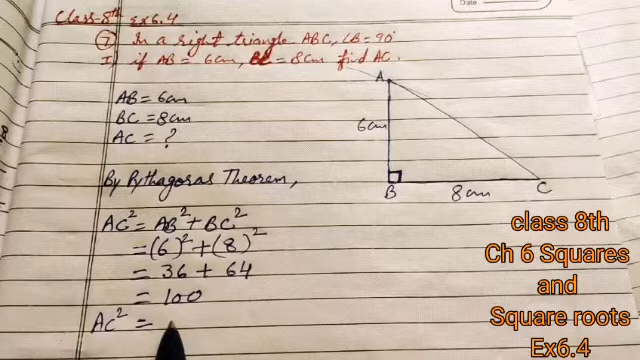 Date
Class-8th Ex6.4
7 In a right triangle ABC, ∠B = 90°
I) if AB = 6cm, BC = 8cm find AC.
AB = 6cm
BC = 8cm
AC = ?
A
6cm
B 8cm C
By Pythagoras Theorem,
AC² = AB² + BC²
= (6)² + (8)²
= 36 + 64
= 100
AC² =
class 8th
Ch 6 Squares
and
Square roots
Ex6.4